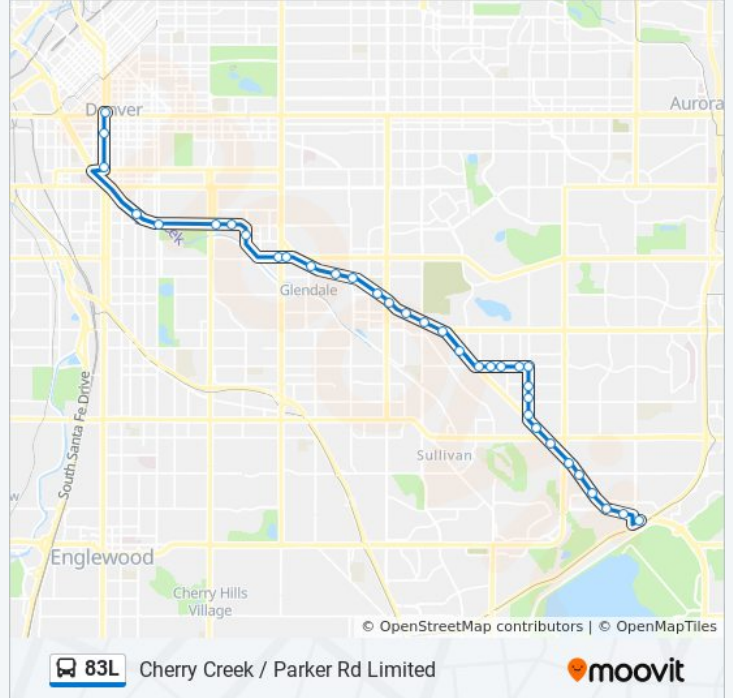 Denver
Aurora
eek
Glendale
South Santa Fe Drive
Sullivan
w
Englewood
Cherry Hills
Village
© OpenStreetMap contributors | © OpenMapTiles
83L Cherry Creek / Parker Rd Limited
moovit